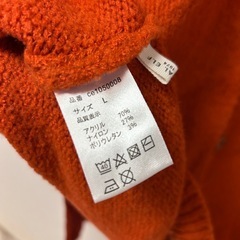 品番 ce1050008
サイズ L
品質表示
アクリル 70%
ナイロン 27%
ポリウレタン 3%